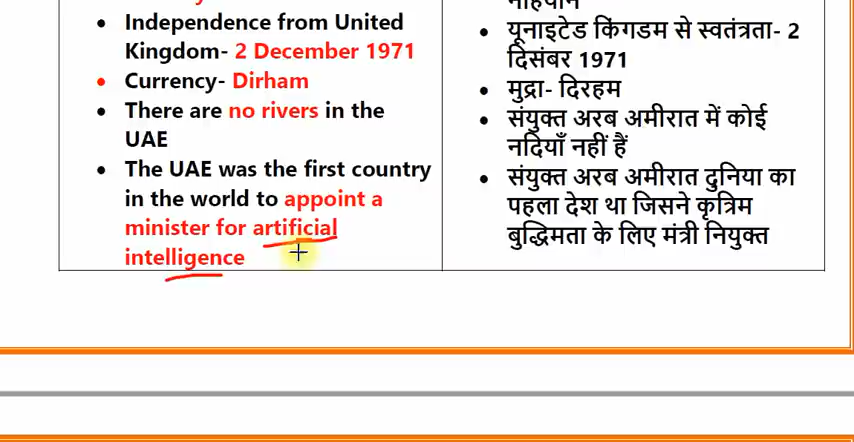 • Independence from United
Kingdom- 2 December 1971
• Currency- Dirham
• There are no rivers in the
UAE
• The UAE was the first country
in the world to appoint a
minister for artificial
intelligence
• यूनाइटेड किंगडम से स्वतंत्रता- 2
दिसंबर 1971
• मुद्रा- दिरहम
• संयुक्त अरब अमीरात में कोई
नदियाँ नहीं हैं
• संयुक्त अरब अमीरात दुनिया का
पहला देश था जिसने कृत्रिम
बुद्धिमता के लिए मंत्री नियुक्त